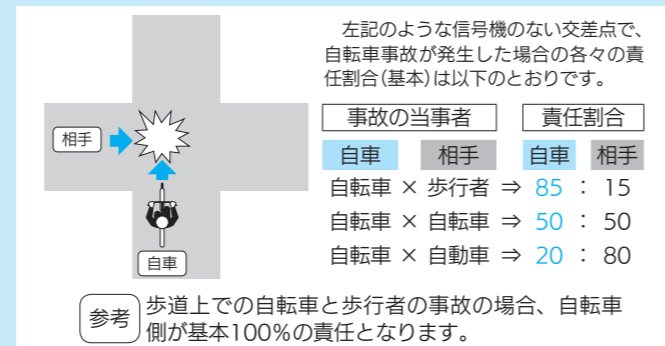 左記のような信号機のない交差点で、
自転車事故が発生した場合の各々の責
任割合(基本)は以下のとおりです。
相手
自車
事故の当事者 責任割合
自車 相手 自車 相手
自転車 × 歩行者 ⇒ 85 : 15
自転車 × 自転車 ⇒ 50 : 50
自転車 × 自動車 ⇒ 20 : 80
参考 歩道上での自転車と歩行者の事故の場合、自転車
側が基本100%の責任となります。